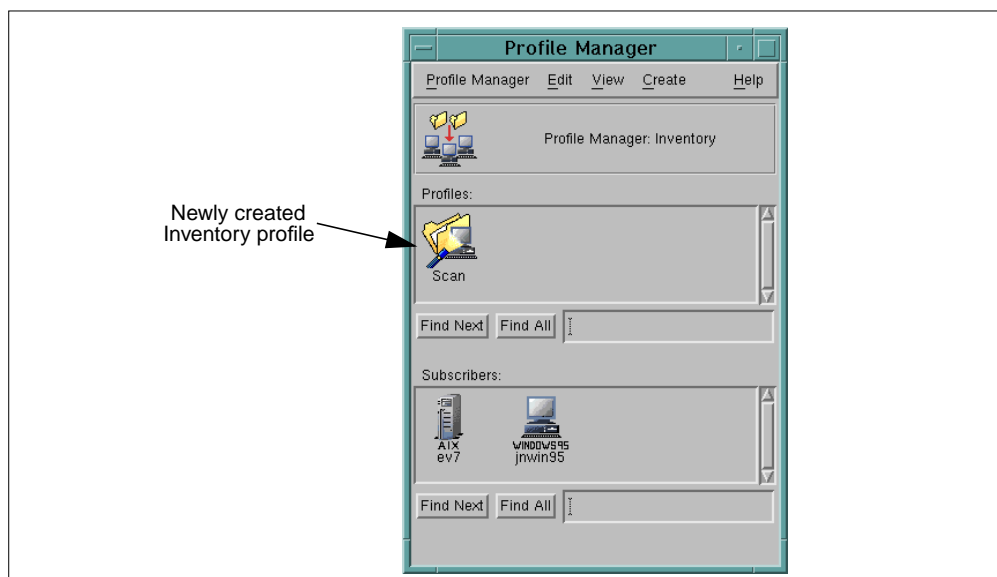 Profile Manager
Profile Manager Edit View Create Help
Profile Manager: Inventory
Profiles:
Newly created
Inventory profile
Scan
Find Next Find All
Subscribers:
AIX WINDOWS95
ev7 jnwin95
Find Next Find All